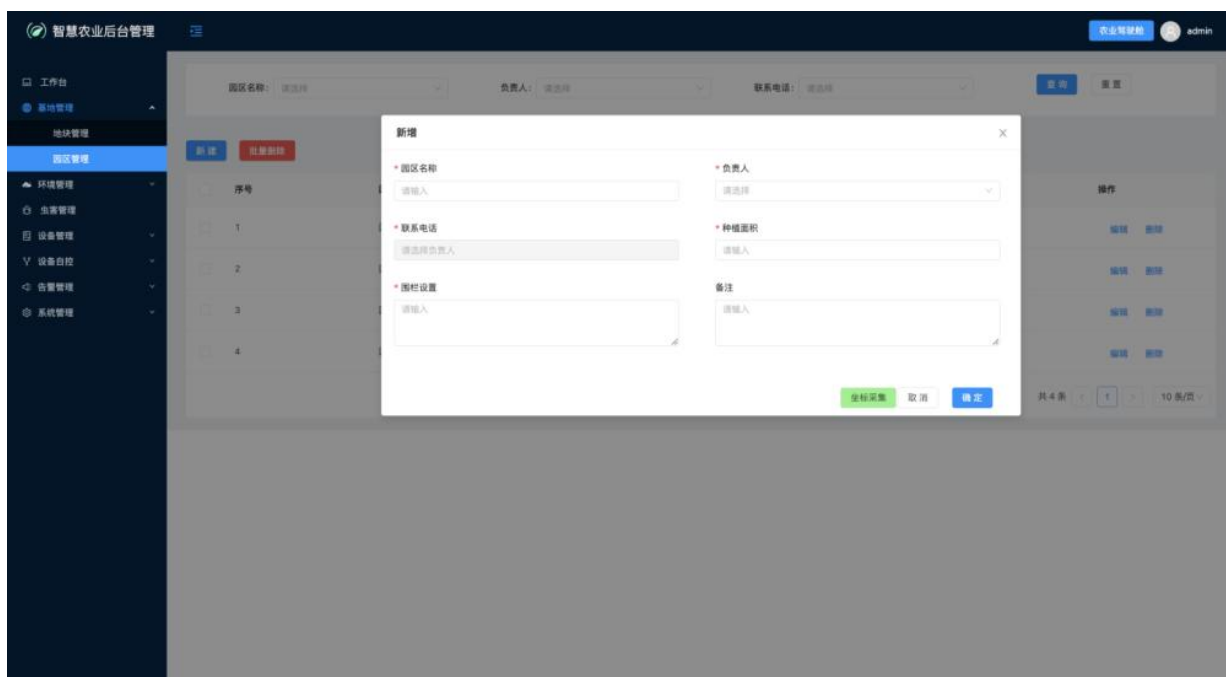 智慧农业后台管理
农业驾驶舱 admin
工作台
基地管理
地块管理
园区管理
环境管理
虫害管理
设备管理
设备自控
告警管理
系统管理
园区名称: 请选择 负责人: 请选择 联系电话: 请选择 查询 重置
新建 批量删除
序号 操作
1 编辑 删除
2 编辑 删除
3 编辑 删除
4 编辑 删除
共 4 条 1 10 条/页
新增
* 园区名称 * 负责人
请输入 请选择
* 联系电话 * 种植面积
请选择负责人 请输入
* 围栏设置 备注
请输入 请输入
坐标采集 取消 确定